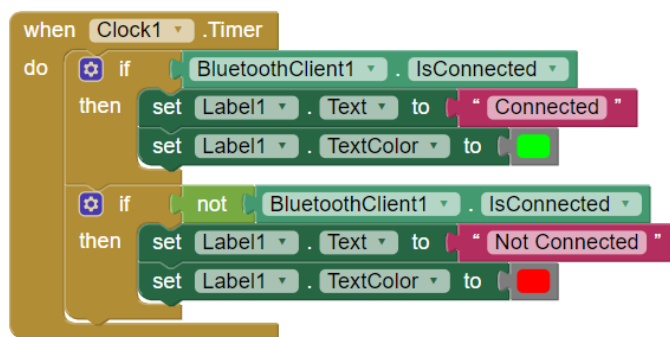 when Clock1 .Timer
do if BluetoothClient1 . IsConnected
then set Label1 . Text to " Connected "
set Label1 . TextColor to
if not BluetoothClient1 . IsConnected
then set Label1 . Text to " Not Connected "
set Label1 . TextColor to